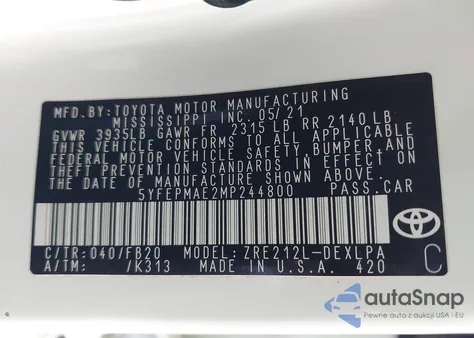 MFD.BY:TOYOTA MOTOR MANUFACTURING
MISSISSIPPI INC. 05/21
GVWR 3935LB GAWR FR 2315 LB RR 2140 LB
THIS VEHICLE CONFORMS TO ALL APPLICABLE
FEDERAL MOTOR VEHICLE SAFETY, BUMPER,AND
THEFT PREVENTION STANDARDS IN EFFECT ON
THE DATE OF MANUFACTURE SHOWN ABOVE.
5YFEPMAE2MP244800 PASS.CAR
C/TR:040/FB20 MODEL:ZRE212L-DEXLPA
A/TM: /K313 MADE IN U.S.A. 420
TOYOTA
C
autoSnap
Available on USA i EU